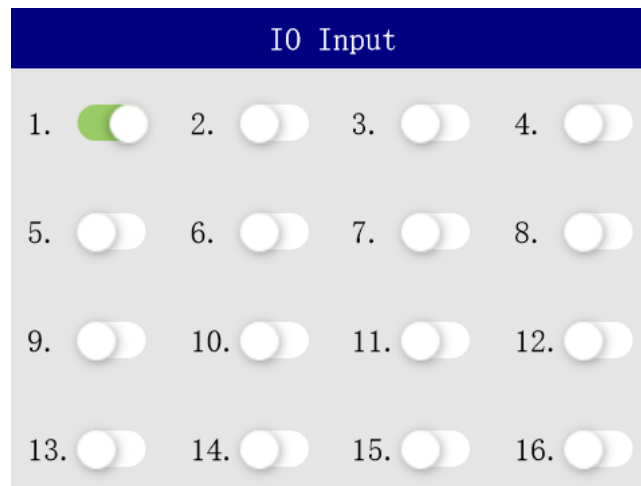 IO Input
1. 2. 3. 4.
5. 6. 7. 8.
9. 10. 11. 12.
13. 14. 15. 16.